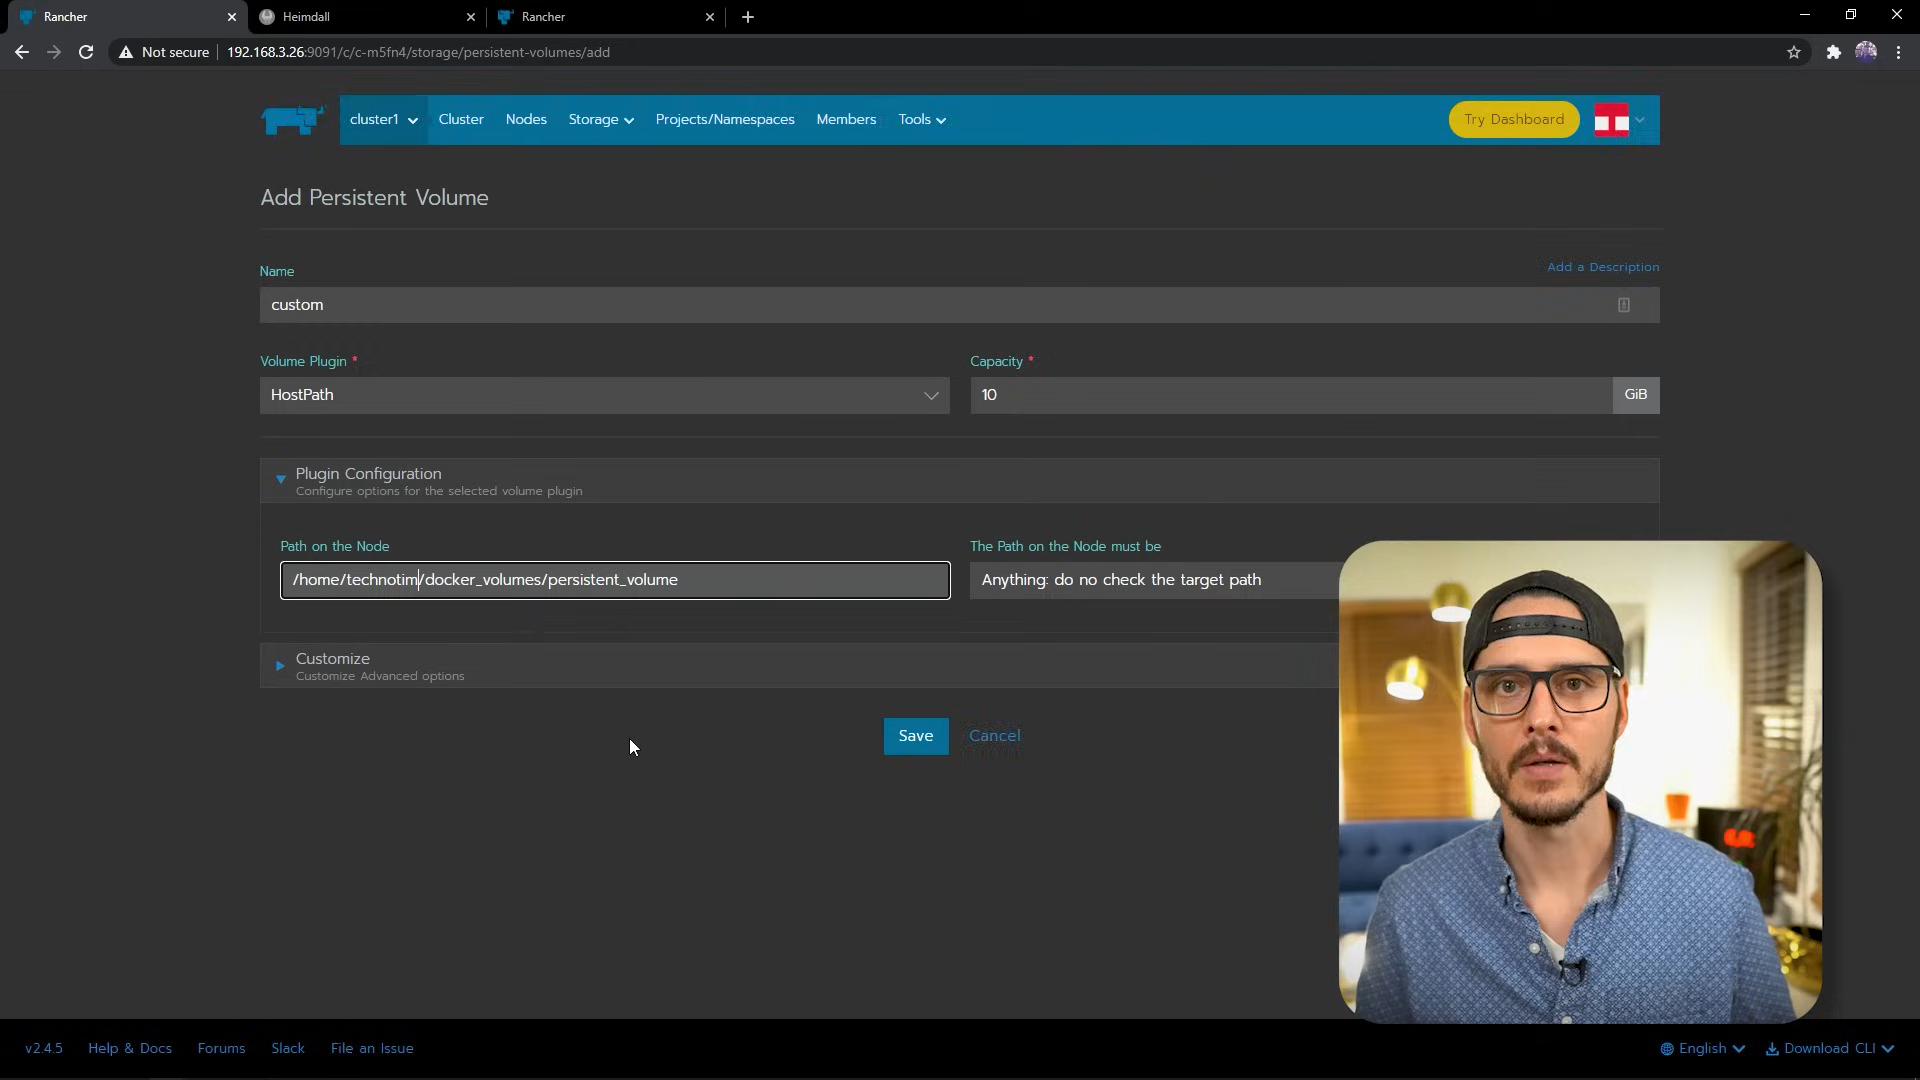 Rancher
Heimdall
Rancher
Not secure 192.168.3.26:9091/c/c-m5fn4/storage/persistent-volumes/add
cluster1 Cluster Nodes Storage Projects/Namespaces Members Tools Try Dashboard
Add Persistent Volume
Name Add a Description
custom
Volume Plugin * Capacity *
HostPath 10 GiB
Plugin Configuration
Configure options for the selected volume plugin
Path on the Node The Path on the Node must be
/home/technotim/docker_volumes/persistent_volume Anything: do no check the target path
Customize
Customize Advanced options
Save Cancel
v2.4.5 Help & Docs Forums Slack File an Issue English Download CLI